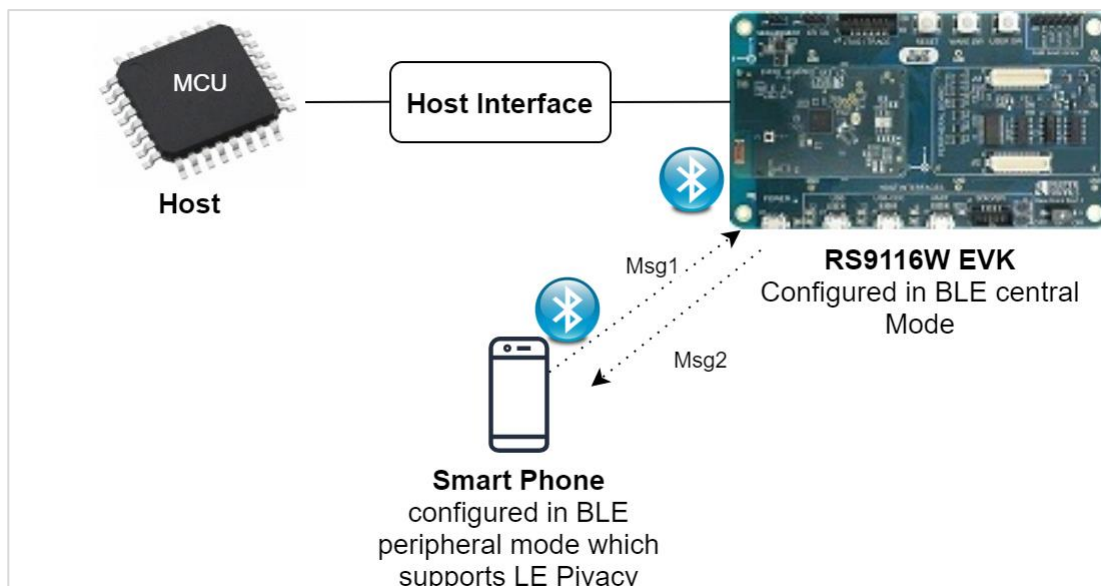 MCU
Host Interface
Host
RS9116W EVK
Configured in BLE central
Mode
Msg1
Msg2
Smart Phone
configured in BLE
peripheral mode which
supports LE Pivacy